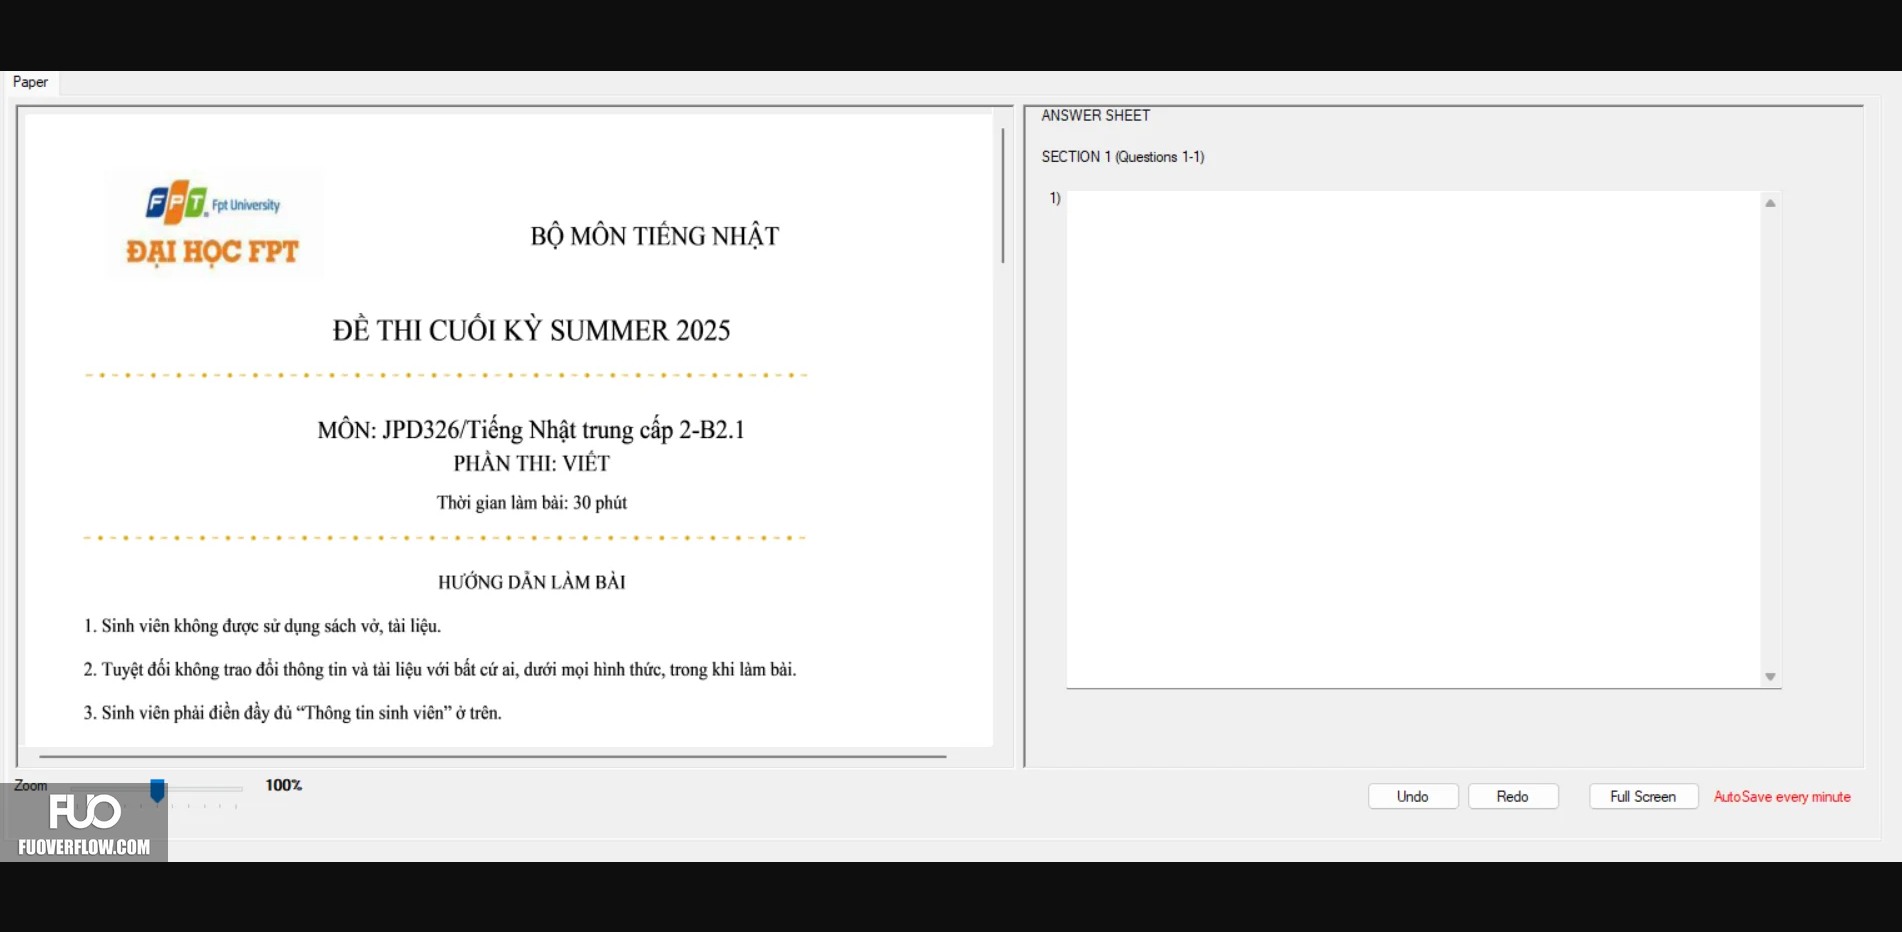 Paper
Fpt University
ĐẠI HỌC FPT
BỘ MÔN TIẾNG NHẬT
ĐỀ THI CUỐI KỲ SUMMER 2025
MÔN: JPD326/Tiếng Nhật trung cấp 2-B2.1
PHẦN THI: VIẾT
Thời gian làm bài: 30 phút
HƯỚNG DẪN LÀM BÀI
1. Sinh viên không được sử dụng sách vở, tài liệu.
2. Tuyệt đối không trao đổi thông tin và tài liệu với bất cứ ai, dưới mọi hình thức, trong khi làm bài.
3. Sinh viên phải điền đầy đủ “Thông tin sinh viên” ở trên.
ANSWER SHEET
SECTION 1 (Questions 1-1)
1)
Zoom
100%
Undo
Redo
Full Screen
AutoSave every minute
FUO
FUOVERFLOW.COM